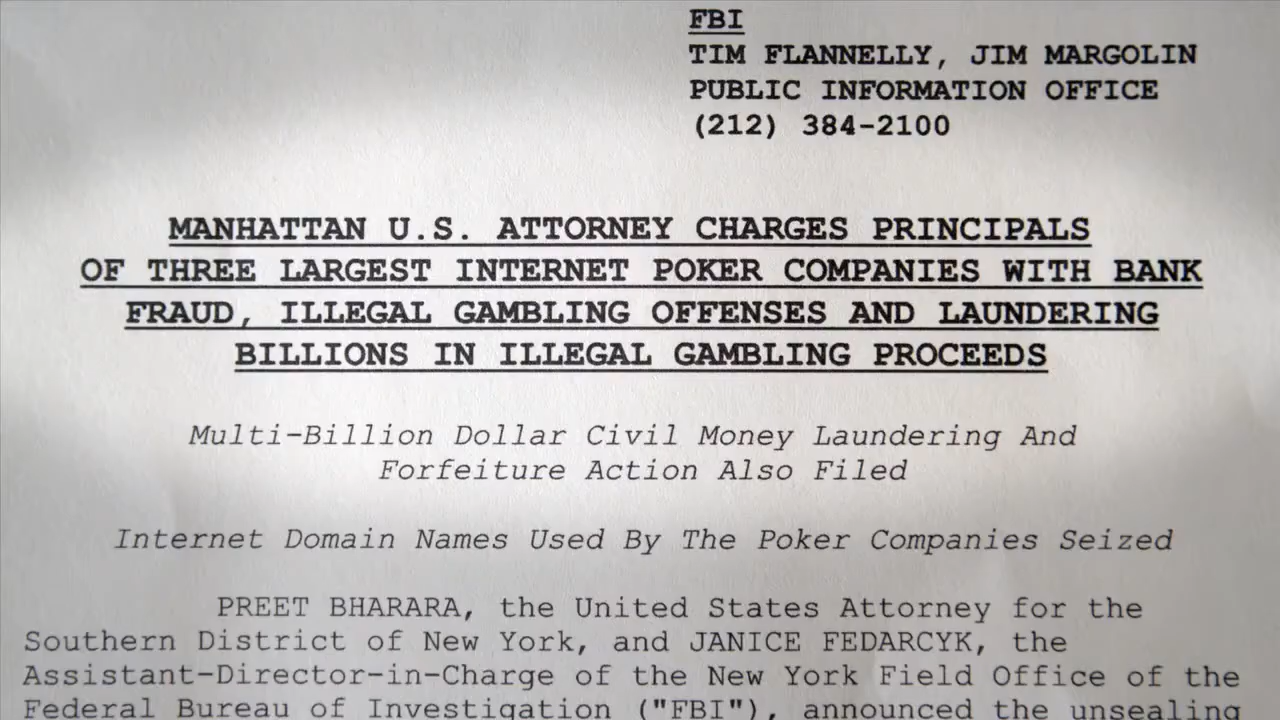 FBI
TIM FLANNELLY, JIM MARGOLIN
PUBLIC INFORMATION OFFICE
(212) 384-2100
MANHATTAN U.S. ATTORNEY CHARGES PRINCIPALS
OF THREE LARGEST INTERNET POKER COMPANIES WITH BANK
FRAUD, ILLEGAL GAMBLING OFFENSES AND LAUNDERING
BILLIONS IN ILLEGAL GAMBLING PROCEEDS
Multi-Billion Dollar Civil Money Laundering And
Forfeiture Action Also Filed
Internet Domain Names Used By The Poker Companies Seized
PREET BHARARA, the United States Attorney for the
Southern District of New York, and JANICE FEDARCYK, the
Assistant-Director-in-Charge of the New York Field Office of the
Federal Bureau of Investigation ("FBI"), announced the unsealing